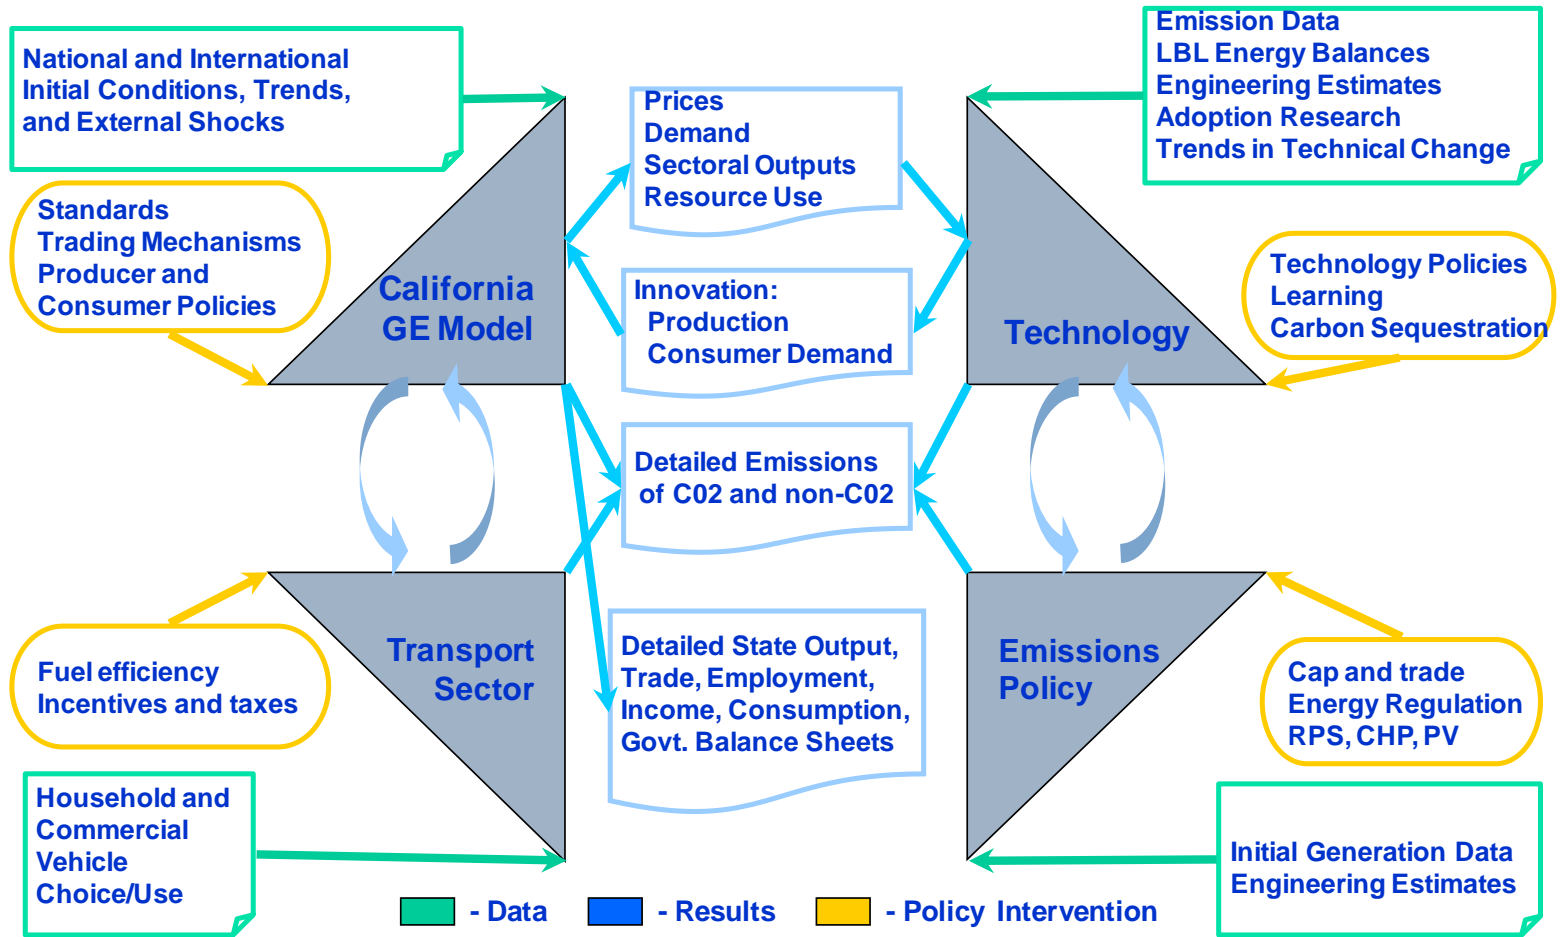 National and International
Initial Conditions, Trends,
and External Shocks
Standards
Trading Mechanisms
Producer and
Consumer Policies
California
GE Model
Prices
Demand
Sectoral Outputs
Resource Use
Innovation:
Production
Consumer Demand
Emission Data
LBL Energy Balances
Engineering Estimates
Adoption Research
Trends in Technical Change
Technology
Technology Policies
Learning
Carbon Sequestration
Detailed Emissions
of C02 and non-C02
Transport
Sector
Fuel efficiency
Incentives and taxes
Household and
Commercial
Vehicle
Choice/Use
Detailed State Output,
Trade, Employment,
Income, Consumption,
Govt. Balance Sheets
Emissions
Policy
Cap and trade
Energy Regulation
RPS, CHP, PV
Initial Generation Data
Engineering Estimates
- Data
- Results
- Policy Intervention